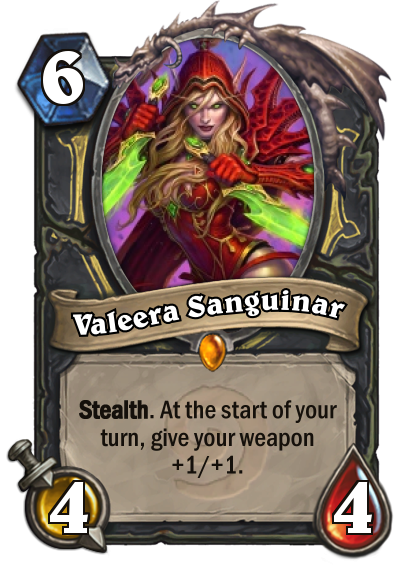 6
Valeera Sanguinar
Stealth. At the start of your
turn, give your weapon
+1/+1.
4
4